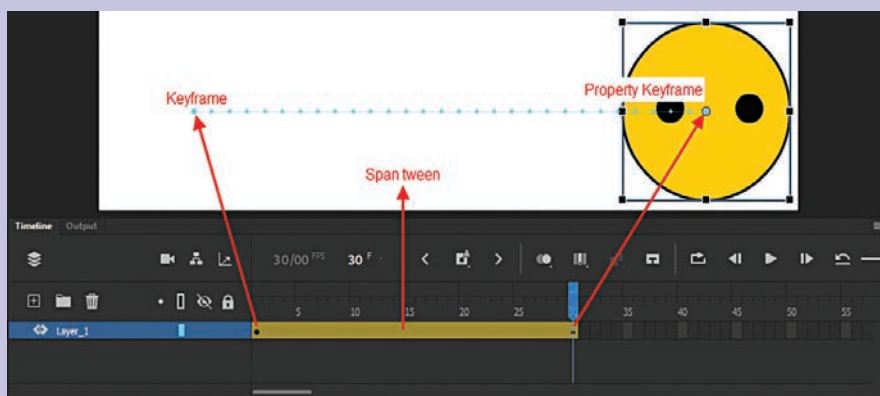 Keyframe
Property Keyframe
Span tween
Timeline Output
30/00 FPS 30 F
5 10 15 20 25 35 40 45 50 55
Layer_1